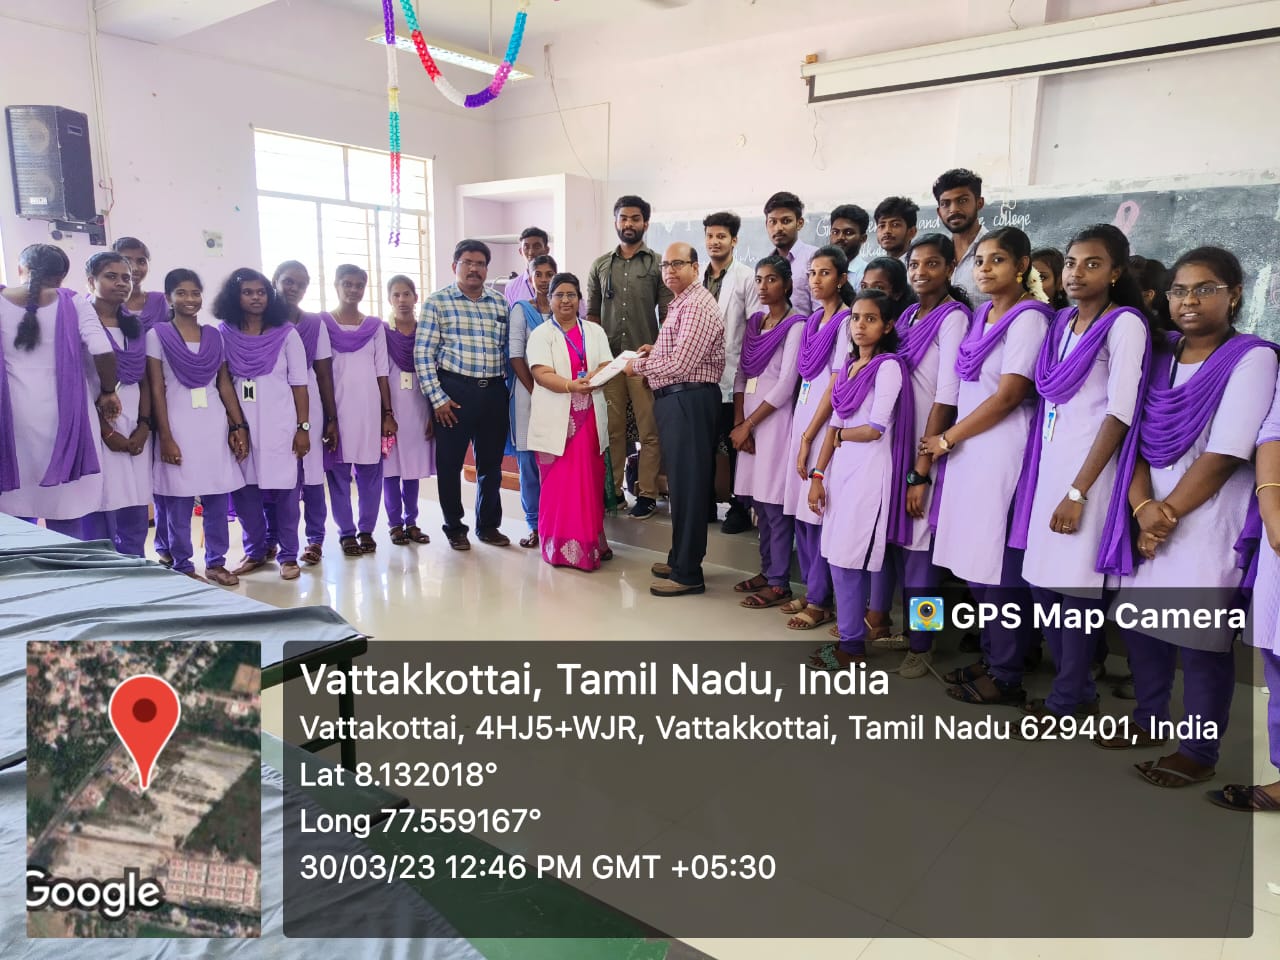 and
college
GPS Map Camera
Vattakkottai, Tamil Nadu, India
Vattakottai, 4HJ5+WJR, Vattakkottai, Tamil Nadu 629401, India
Lat 8.132018°
Long 77.559167°
30/03/23 12:46 PM GMT +05:30
Google